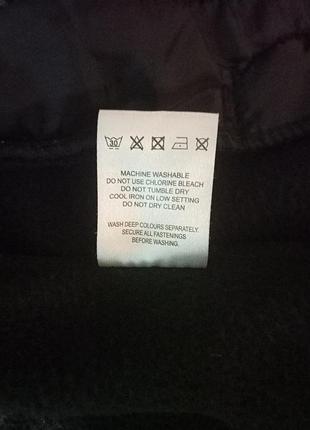 30
MACHINE WASHABLE
DO NOT USE CHLORINE BLEACH
DO NOT TUMBLE DRY
COOL IRON ON LOW SETTING
DO NOT DRY CLEAN
WASH DEEP COLOURS SEPARATELY.
SECURE ALL FASTENINGS
BEFORE WASHING.